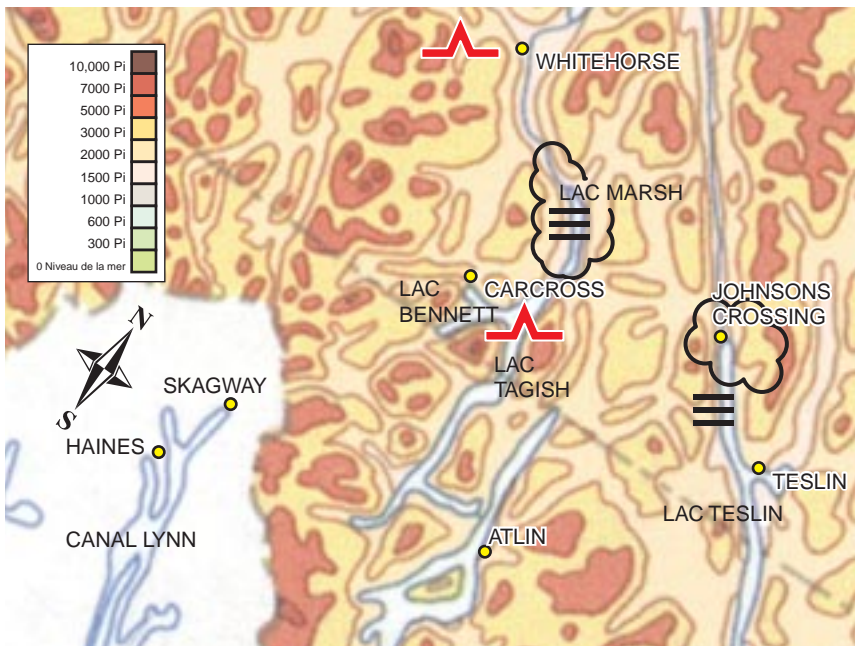 10,000 Pi
7000 Pi
5000 Pi
3000 Pi
2000 Pi
1500 Pi
1000 Pi
600 Pi
300 Pi
0 Niveau de la mer
WHITEHORSE
LAC MARSH
LAC
BENNETT
CARCROSS
JOHNSONS
CROSSING
N
S
SKAGWAY
LAC
TAGISH
HAINES
TESLIN
LAC TESLIN
CANAL LYNN
ATLIN